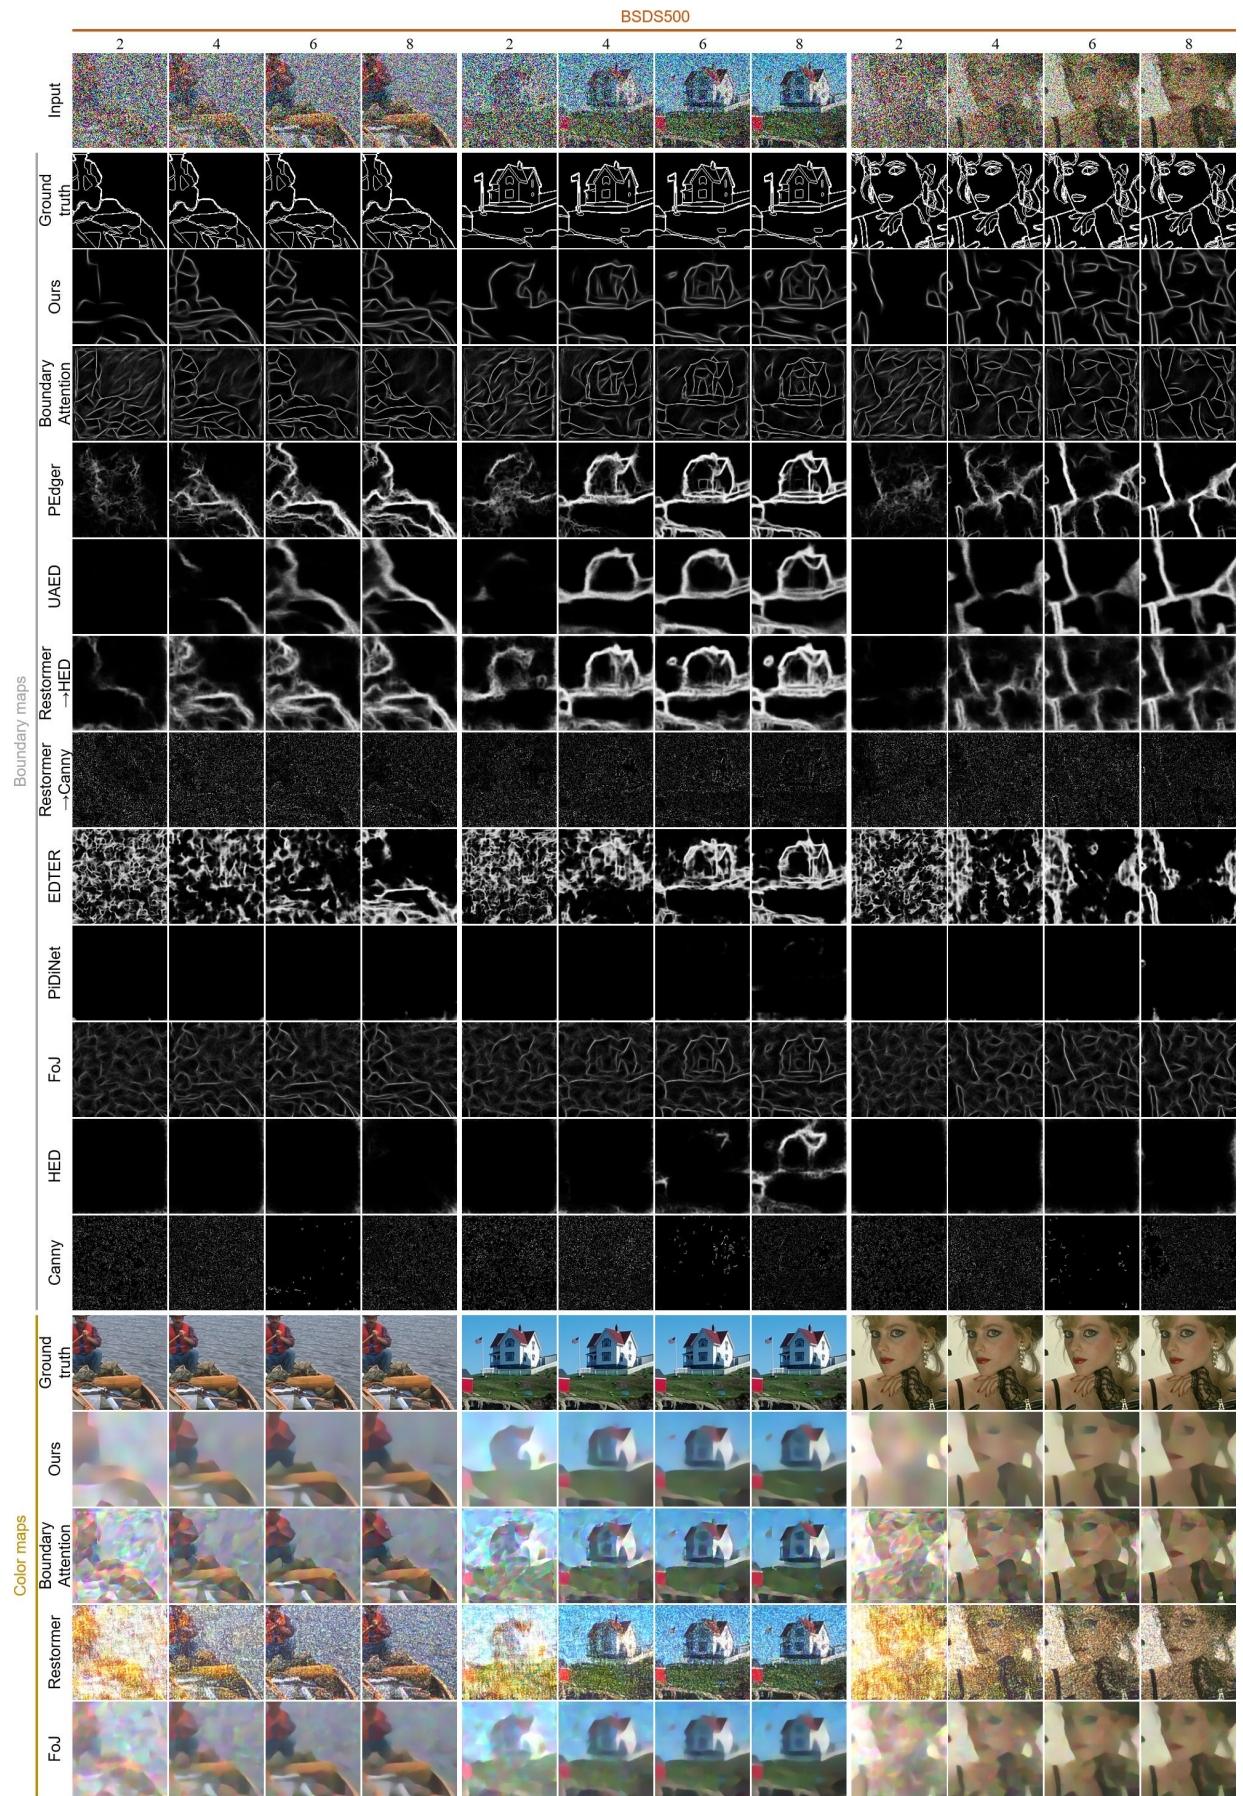 BSDS500
2 4 6 8 2 4 6 8 2 4 6 8
Input
Boundary maps
Ground
truth
Ours
Boundary
Attention
PEdger
UAED
Restormer
→HED
Restormer
→Canny
EDTER
PiDiNet
FoJ
HED
Canny
Color maps
Ground
truth
Ours
Boundary
Attention
Restormer
FoJ